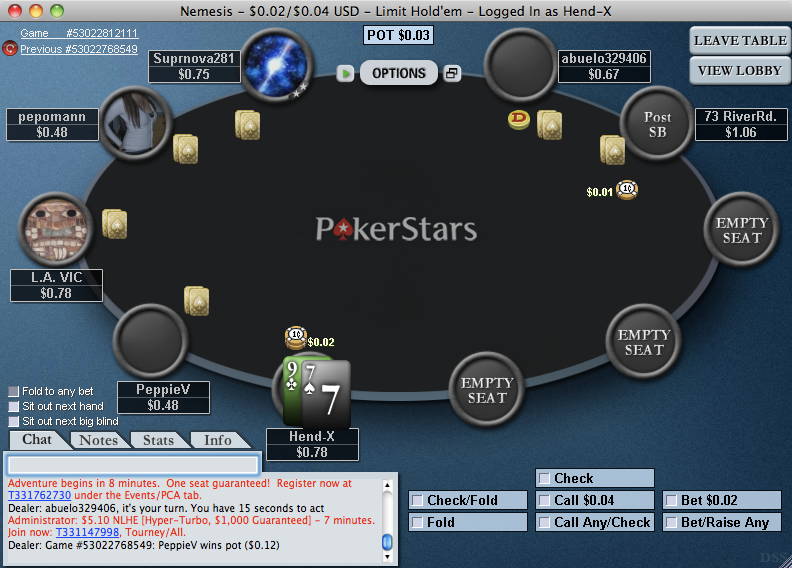 Nemesis - $0.02/$0.04 USD - Limit Hold'em - Logged In as Hend-X
Game #53022812111
Previous #53022768549
POT $0.03
LEAVE TABLE
VIEW LOBBY
OPTIONS
Suprnova281
$0.75
abuelo329406
$0.67
pepomann
$0.48
Post
SB
73 RiverRd.
$1.06
D
$0.01
1¢
PokerStars
EMPTY
SEAT
L.A. VIC
$0.78
EMPTY
SEAT
1¢
$0.02
EMPTY
SEAT
9
7
7
PeppieV
$0.48
Hend-X
$0.78
Fold to any bet
Sit out next hand
Sit out next big blind
Chat
Notes
Stats
Info
Adventure begins in 8 minutes. One seat guaranteed! Register now at
T331762730 under the Events/PCA tab.
Dealer: abuelo329406, it's your turn. You have 15 seconds to act
Administrator: $5.10 NLHE [Hyper-Turbo, $1,000 Guaranteed] - 7 minutes.
Join now: T331147998, Tourney/All.
Dealer: Game #53022768549: PeppieV wins pot ($0.12)
Check
Check/Fold
Call $0.04
Bet $0.02
Fold
Call Any/Check
Bet/Raise Any
DSS